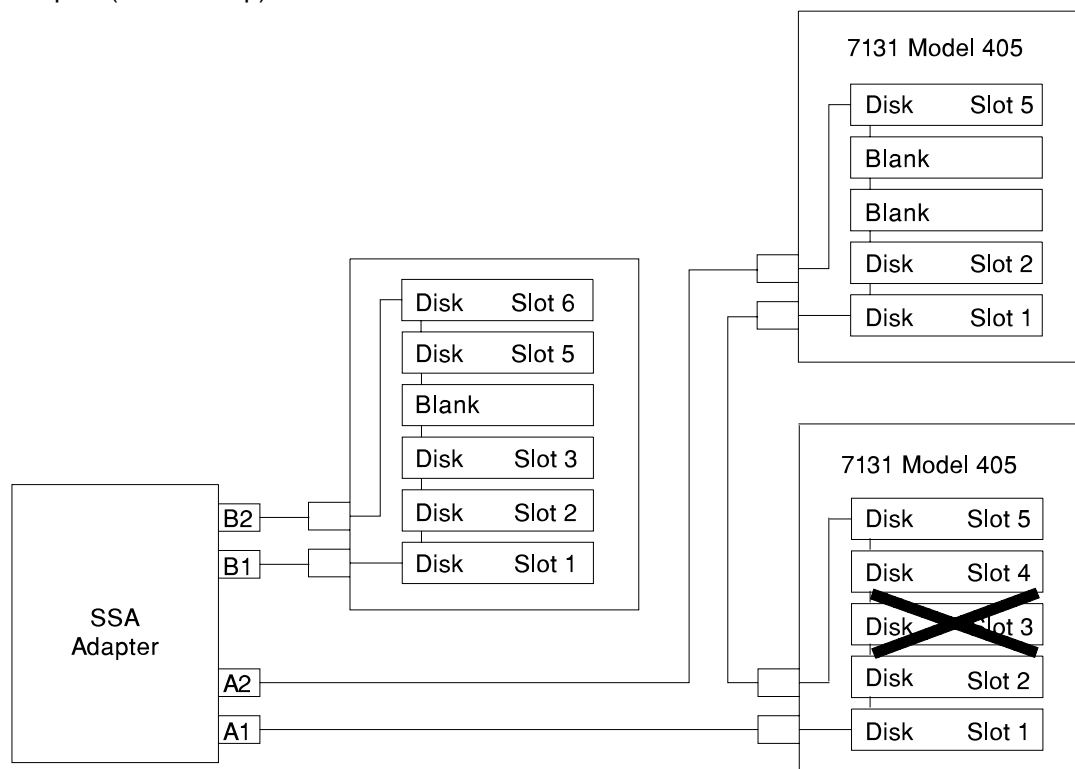 7131 Model 405
Disk Slot 5
Blank
Blank
Disk Slot 2
Disk Slot 1
Disk Slot 6
Disk Slot 5
Blank
Disk Slot 3
Disk Slot 2
Disk Slot 1
B2
B1
SSA
Adapter
A2
A1
7131 Model 405
Disk Slot 5
Disk Slot 4
Disk Slot 3
Disk Slot 2
Disk Slot 1